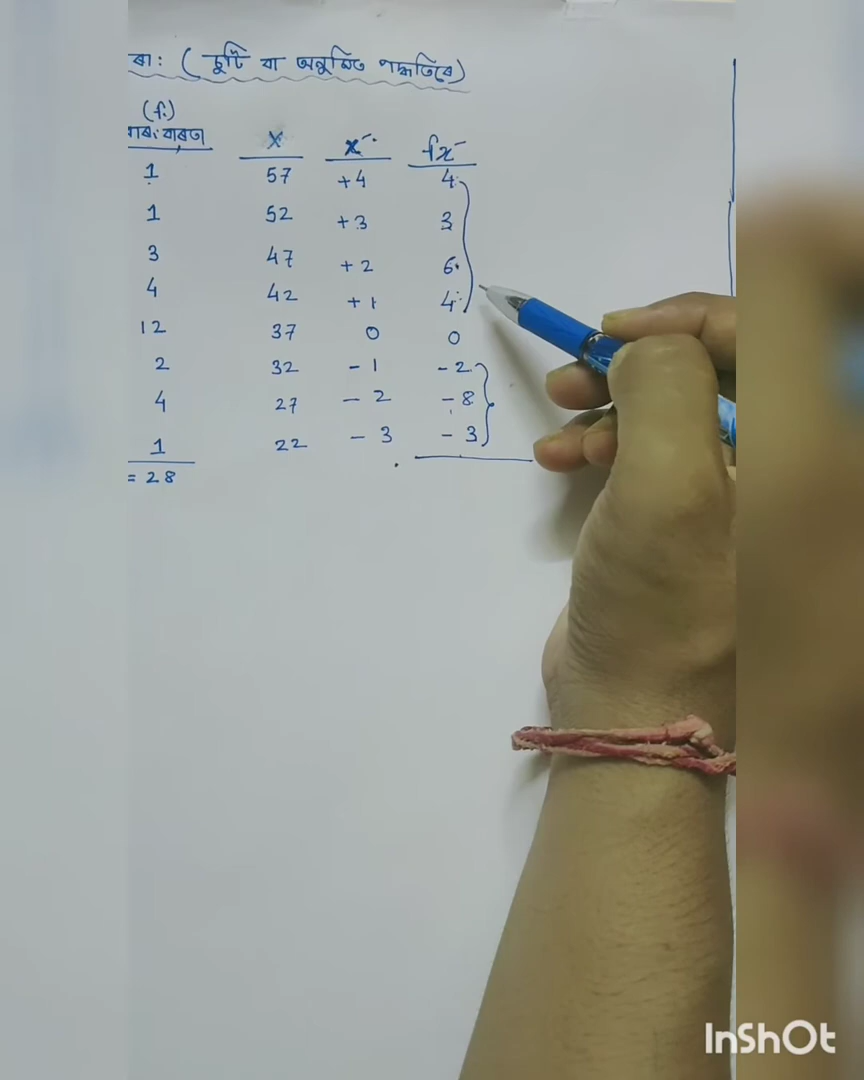 ৰা: ( চুটি বা অনুমিত পদ্ধতিৰে)
(f)
বাৰতা X x' fx'
1 57 +4 4
1 52 +3 3
3 47 +2 6
4 42 +1 4
12 37 0 0
2 32 -1 -2
4 27 -2 -8
1 22 -3 -3
= 28
InShOt